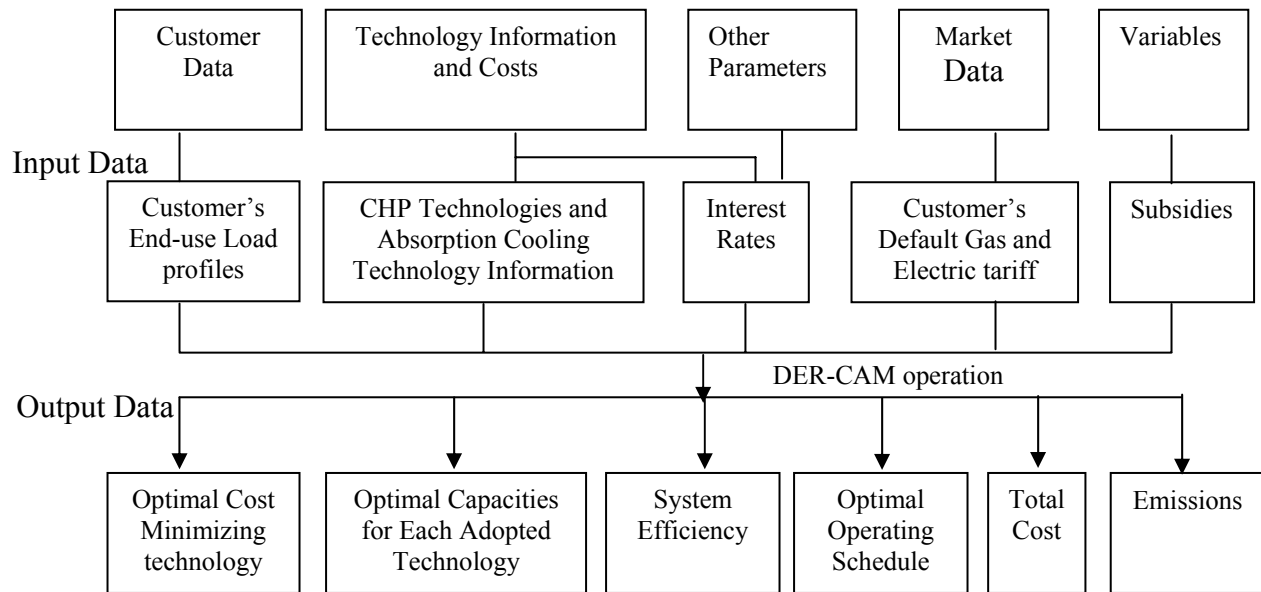 Customer
Data
Technology Information
and Costs
Other
Parameters
Market
Data
Variables
Input Data
Customer’s
End-use Load
profiles
CHP Technologies and
Absorption Cooling
Technology Information
Interest
Rates
Customer’s
Default Gas and
Electric tariff
Subsidies
DER-CAM operation
Output Data
Optimal Cost
Minimizing
technology
Optimal Capacities
for Each Adopted
Technology
System
Efficiency
Optimal
Operating
Schedule
Total
Cost
Emissions